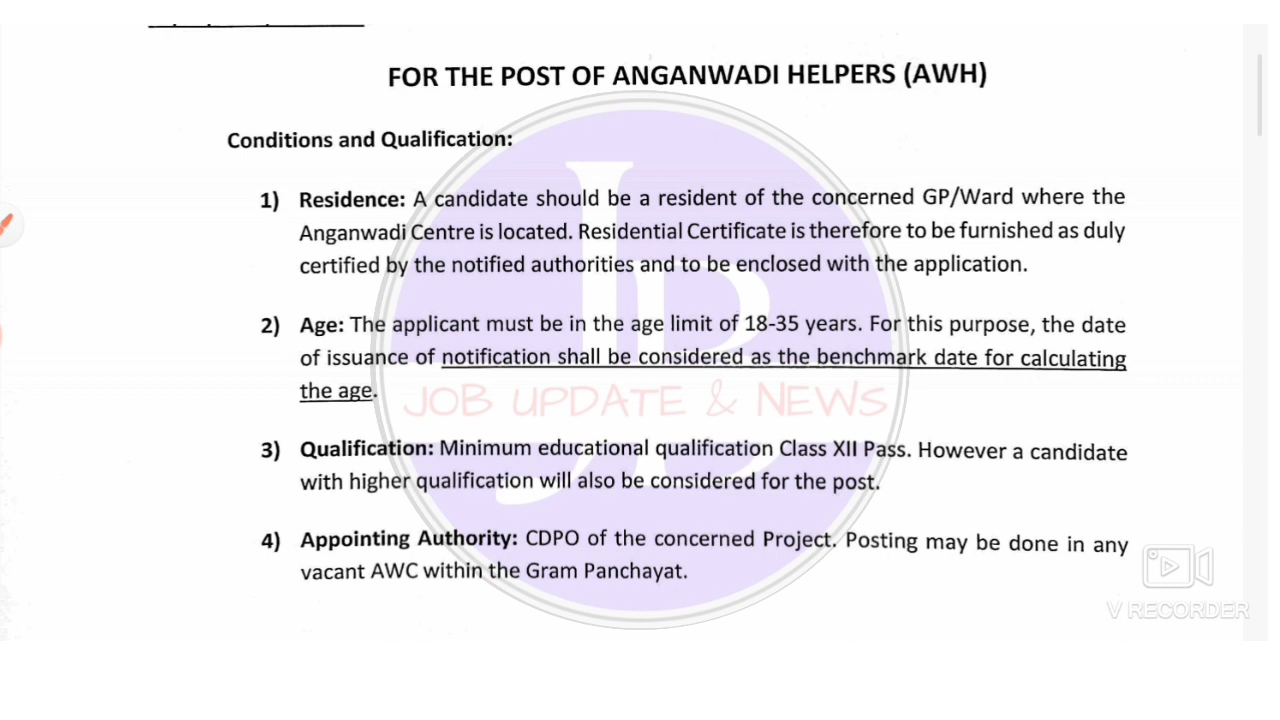 FOR THE POST OF ANGANWADI HELPERS (AWH)
Conditions and Qualification:
1) Residence: A candidate should be a resident of the concerned GP/Ward where the
Anganwadi Centre is located. Residential Certificate is therefore to be furnished as duly
certified by the notified authorities and to be enclosed with the application.
2) Age: The applicant must be in the age limit of 18-35 years. For this purpose, the date
of issuance of notification shall be considered as the benchmark date for calculating
the age.
JOB UPDATE & NEWS
3) Qualification: Minimum educational qualification Class XII Pass. However a candidate
with higher qualification will also be considered for the post.
4) Appointing Authority: CDPO of the concerned Project. Posting may be done in any
vacant AWC within the Gram Panchayat.
V RECORDER